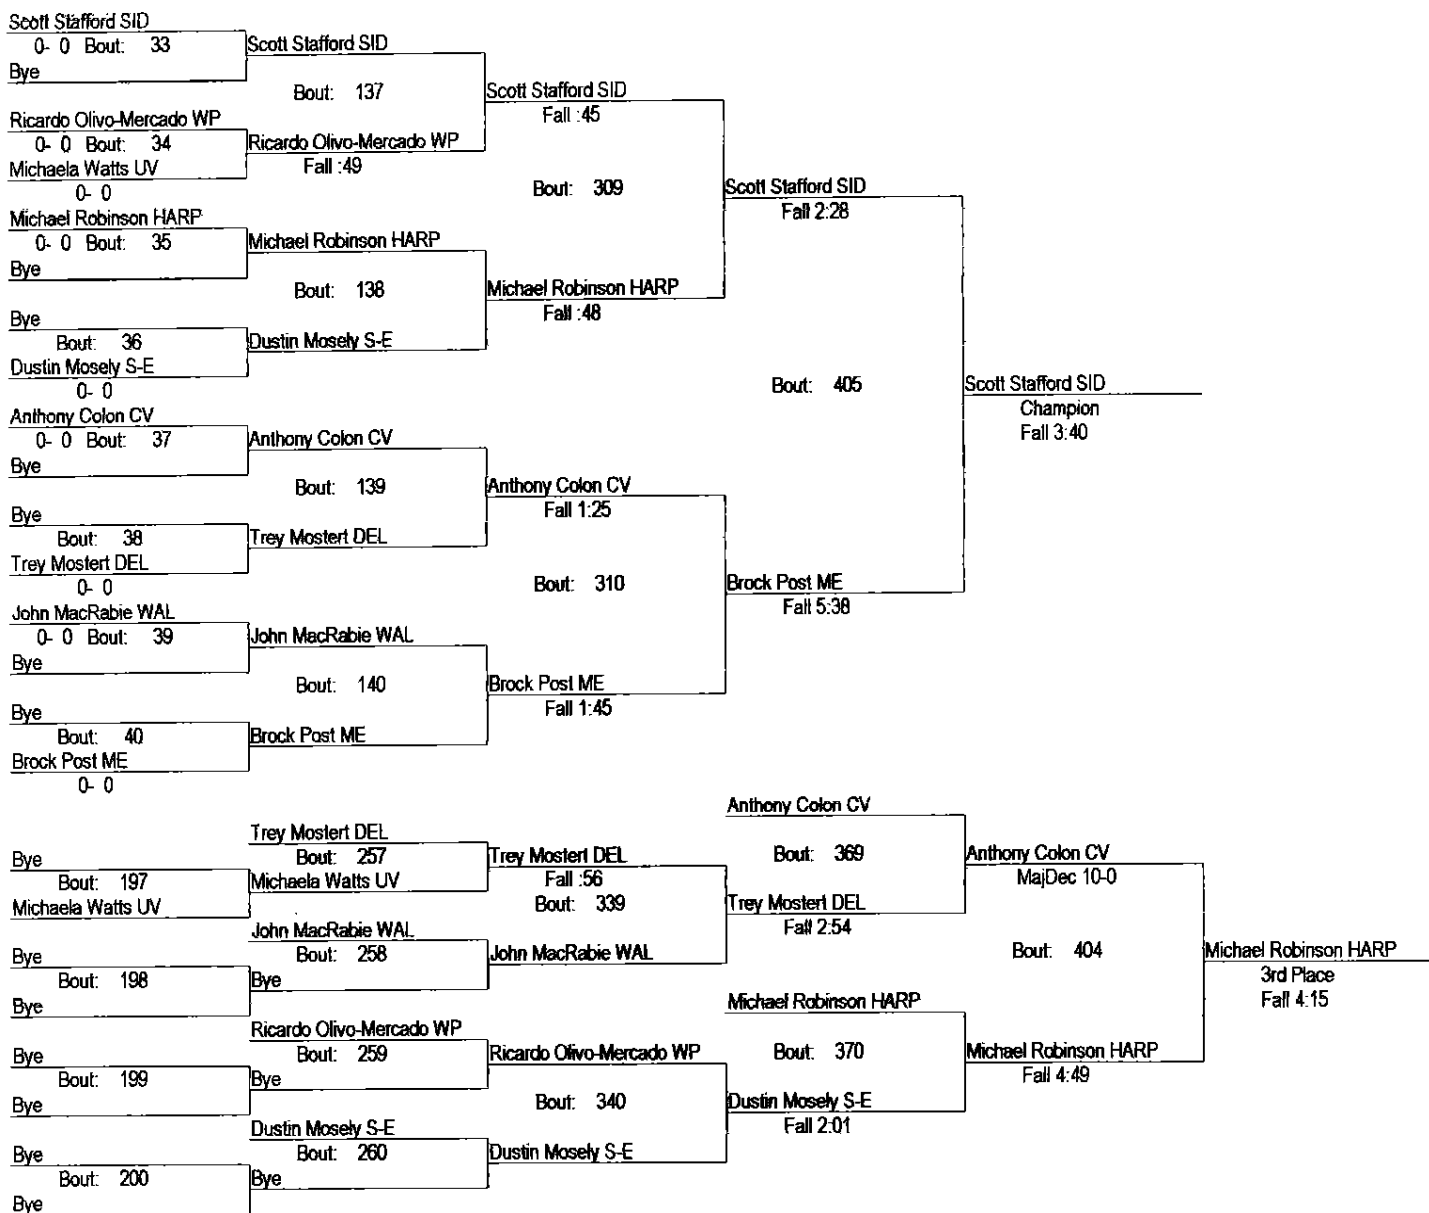 Scott Stafford SID
0- 0 Bout: 33
Bye
Scott Stafford SID
Bout: 137
Ricardo Olivo-Mercado WP
0- 0 Bout: 34
Michaela Watts UV
0- 0
Ricardo Olivo-Mercado WP
Fall :49
Scott Stafford SID
Fall :45
Bout: 309
Michael Robinson HARP
0- 0 Bout: 35
Bye
Michael Robinson HARP
Bout: 138
Bye
Bout: 36
Dustin Mosely S-E
0- 0
Dustin Mosely S-E
Michael Robinson HARP
Fall :48
Scott Stafford SID
Fall 2:28
Bout: 405
Anthony Colon CV
0- 0 Bout: 37
Bye
Anthony Colon CV
Bout: 139
Bye
Bout: 38
Trey Mostert DEL
0- 0
Trey Mostert DEL
Anthony Colon CV
Fall 1:25
Bout: 310
John MacRabie WAL
0- 0 Bout: 39
Bye
John MacRabie WAL
Bout: 140
Bye
Bout: 40
Brock Post ME
0- 0
Brock Post ME
Brock Post ME
Fall 1:45
Brock Post ME
Fall 5:38
Scott Stafford SID
Champion
Fall 3:40
Bye
Bout: 197
Michaela Watts UV
Trey Mostert DEL
Bout: 257
Michaela Watts UV
Trey Mostert DEL
Fall :56
Bout: 339
Bye
Bout: 198
Bye
John MacRabie WAL
Bout: 258
Bye
John MacRabie WAL
Anthony Colon CV
Bout: 369
Trey Mostert DEL
Fall 2:54
Anthony Colon CV
MajDec 10-0
Bout: 404
Bye
Bout: 199
Bye
Ricardo Olivo-Mercado WP
Bout: 259
Bye
Ricardo Olivo-Mercado WP
Bout: 340
Bye
Bout: 200
Bye
Dustin Mosely S-E
Bout: 260
Bye
Dustin Mosely S-E
Michael Robinson HARP
Bout: 370
Dustin Mosely S-E
Fall 2:01
Michael Robinson HARP
Fall 4:49
Michael Robinson HARP
3rd Place
Fall 4:15